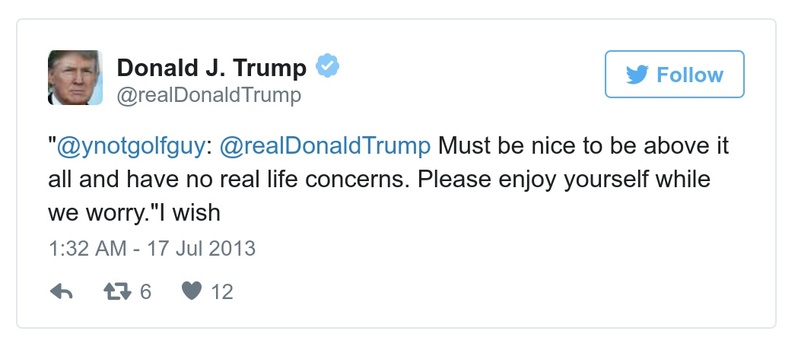 Donald J. Trump
@realDonaldTrump
Follow
"@ynotgolfguy: @realDonaldTrump Must be nice to be above it
all and have no real life concerns. Please enjoy yourself while
we worry."I wish
1:32 AM - 17 Jul 2013
6 12